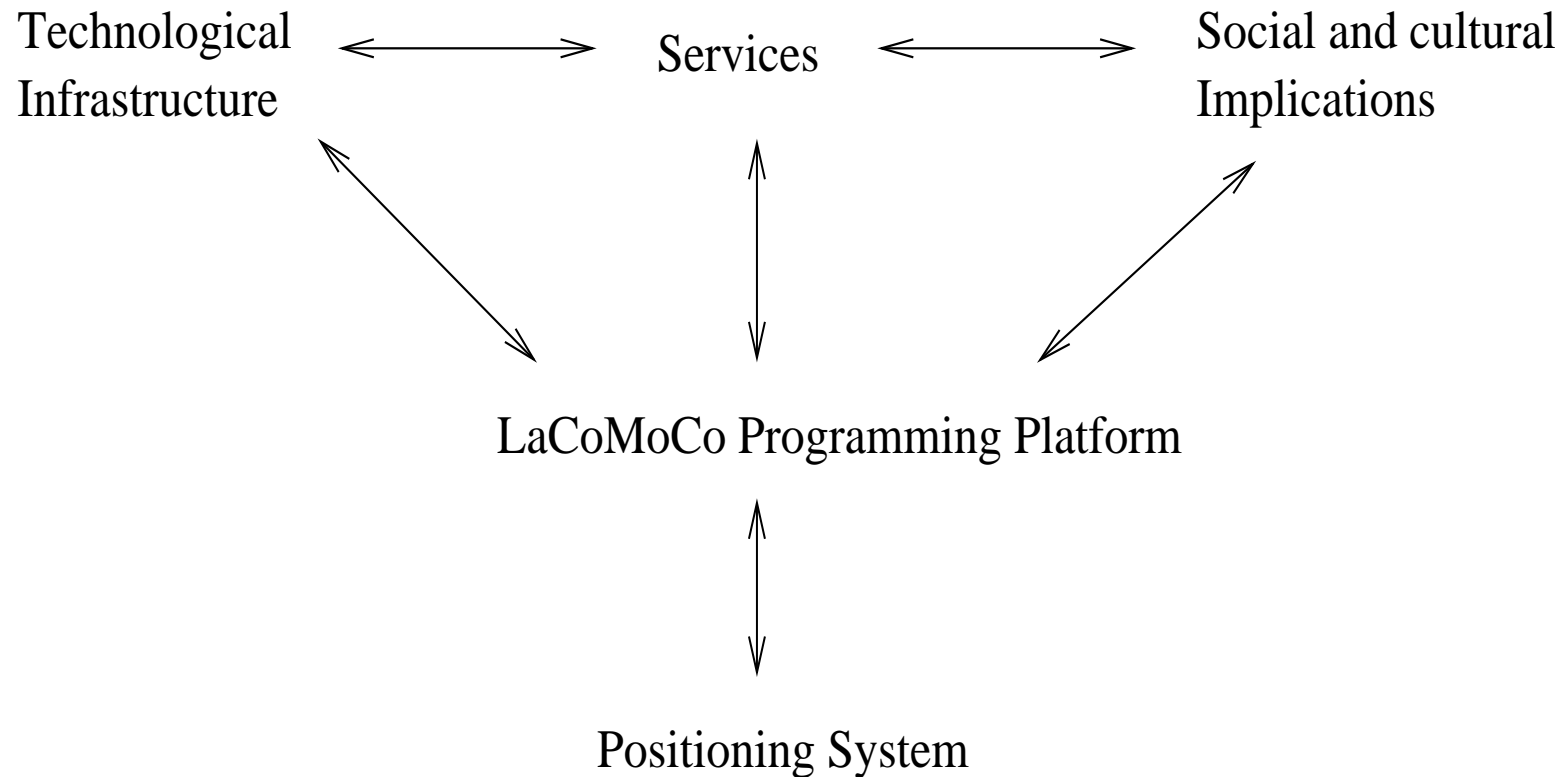 Technological
Infrastructure
Services
Social and cultural
Implications
LaCoMoCo Programming Platform
Positioning System